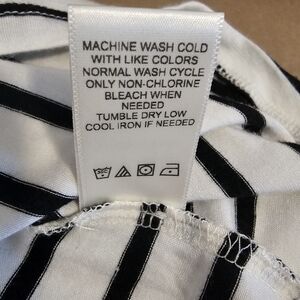 MACHINE WASH COLD
WITH LIKE COLORS
NORMAL WASH CYCLE
ONLY NON-CHLORINE
BLEACH WHEN
NEEDED
TUMBLE DRY LOW
COOL IRON IF NEEDED